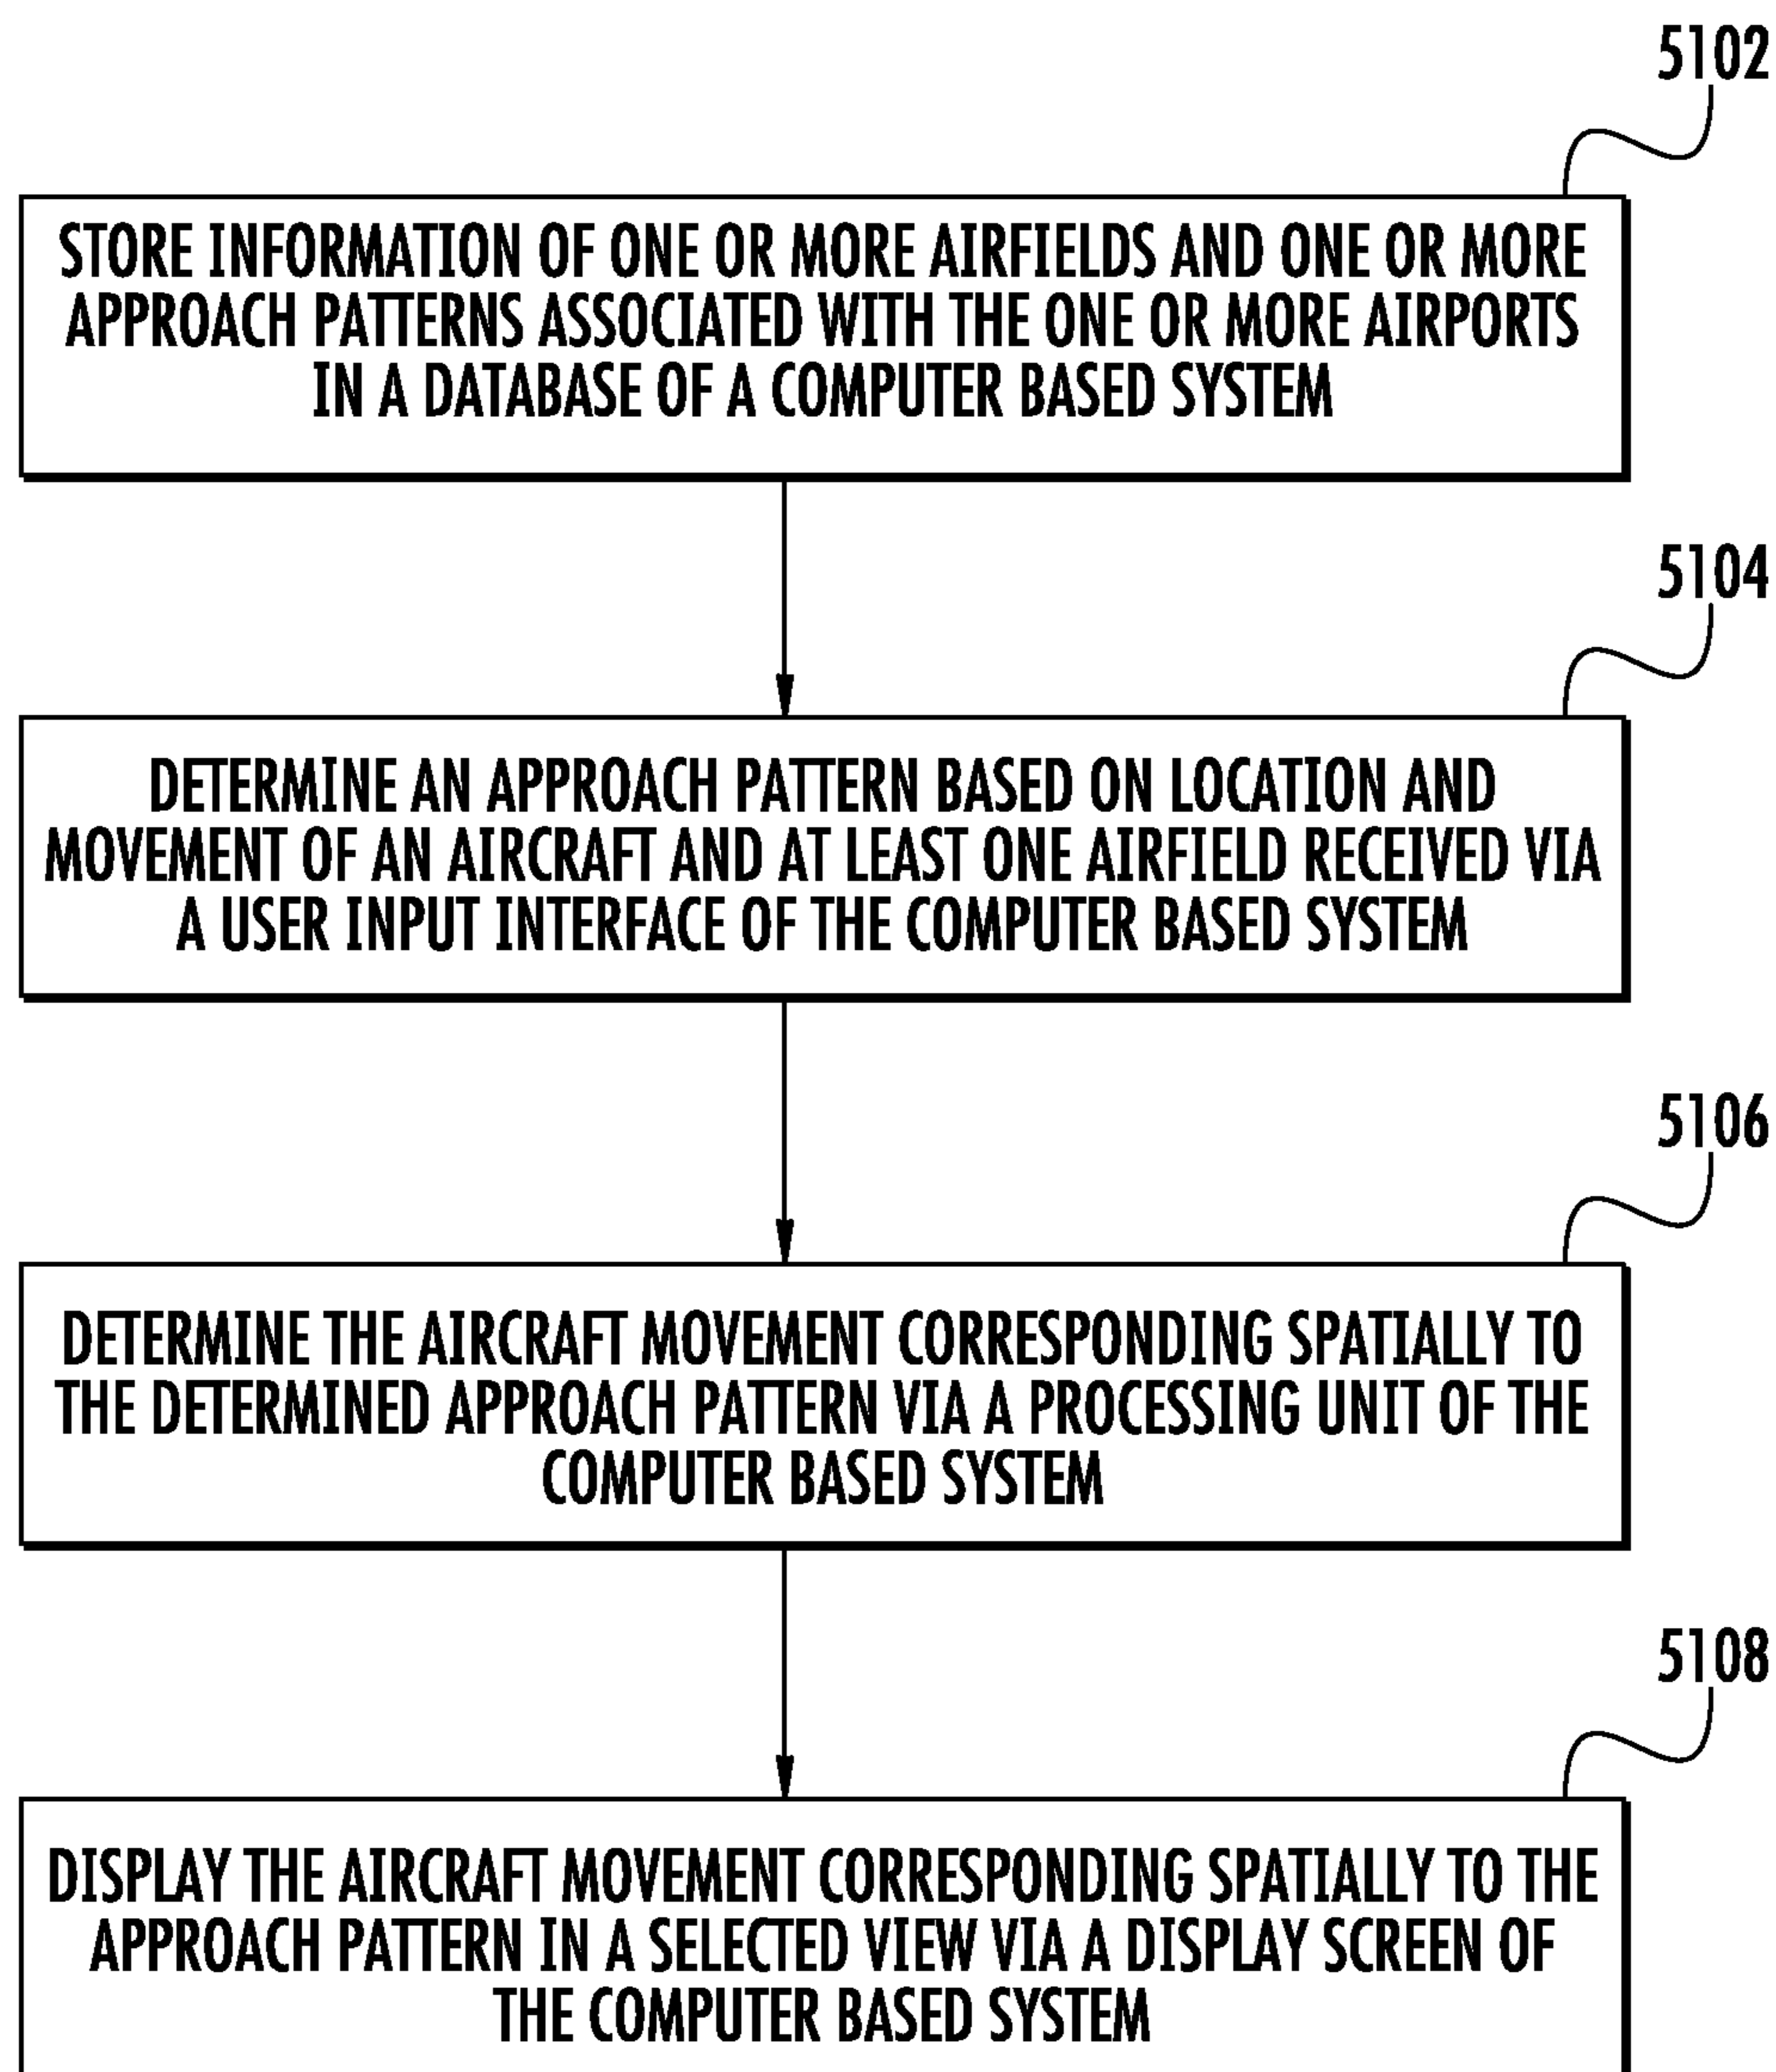 5102
STORE INFORMATION OF ONE OR MORE AIRFIELDS AND ONE OR MORE
APPROACH PATTERNS ASSOCIATED WITH THE ONE OR MORE AIRPORTS
IN A DATABASE OF A COMPUTER BASED SYSTEM
5104
DETERMINE AN APPROACH PATTERN BASED ON LOCATION AND
MOVEMENT OF AN AIRCRAFT AND AT LEAST ONE AIRFIELD RECEIVED VIA
A USER INPUT INTERFACE OF THE COMPUTER BASED SYSTEM
5106
DETERMINE THE AIRCRAFT MOVEMENT CORRESPONDING SPATIALLY TO
THE DETERMINED APPROACH PATTERN VIA A PROCESSING UNIT OF THE
COMPUTER BASED SYSTEM
5108
DISPLAY THE AIRCRAFT MOVEMENT CORRESPONDING SPATIALLY TO THE
APPROACH PATTERN IN A SELECTED VIEW VIA A DISPLAY SCREEN OF
THE COMPUTER BASED SYSTEM